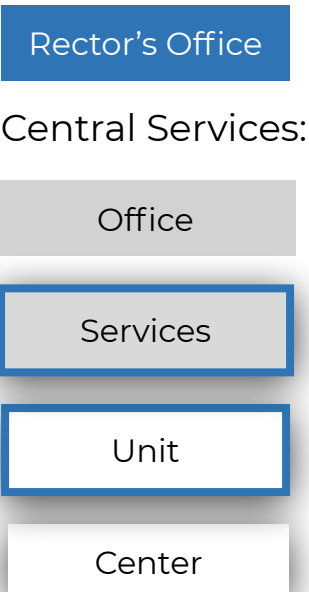 Rector’s Office
Central Services:
Office
Services
Unit
Center